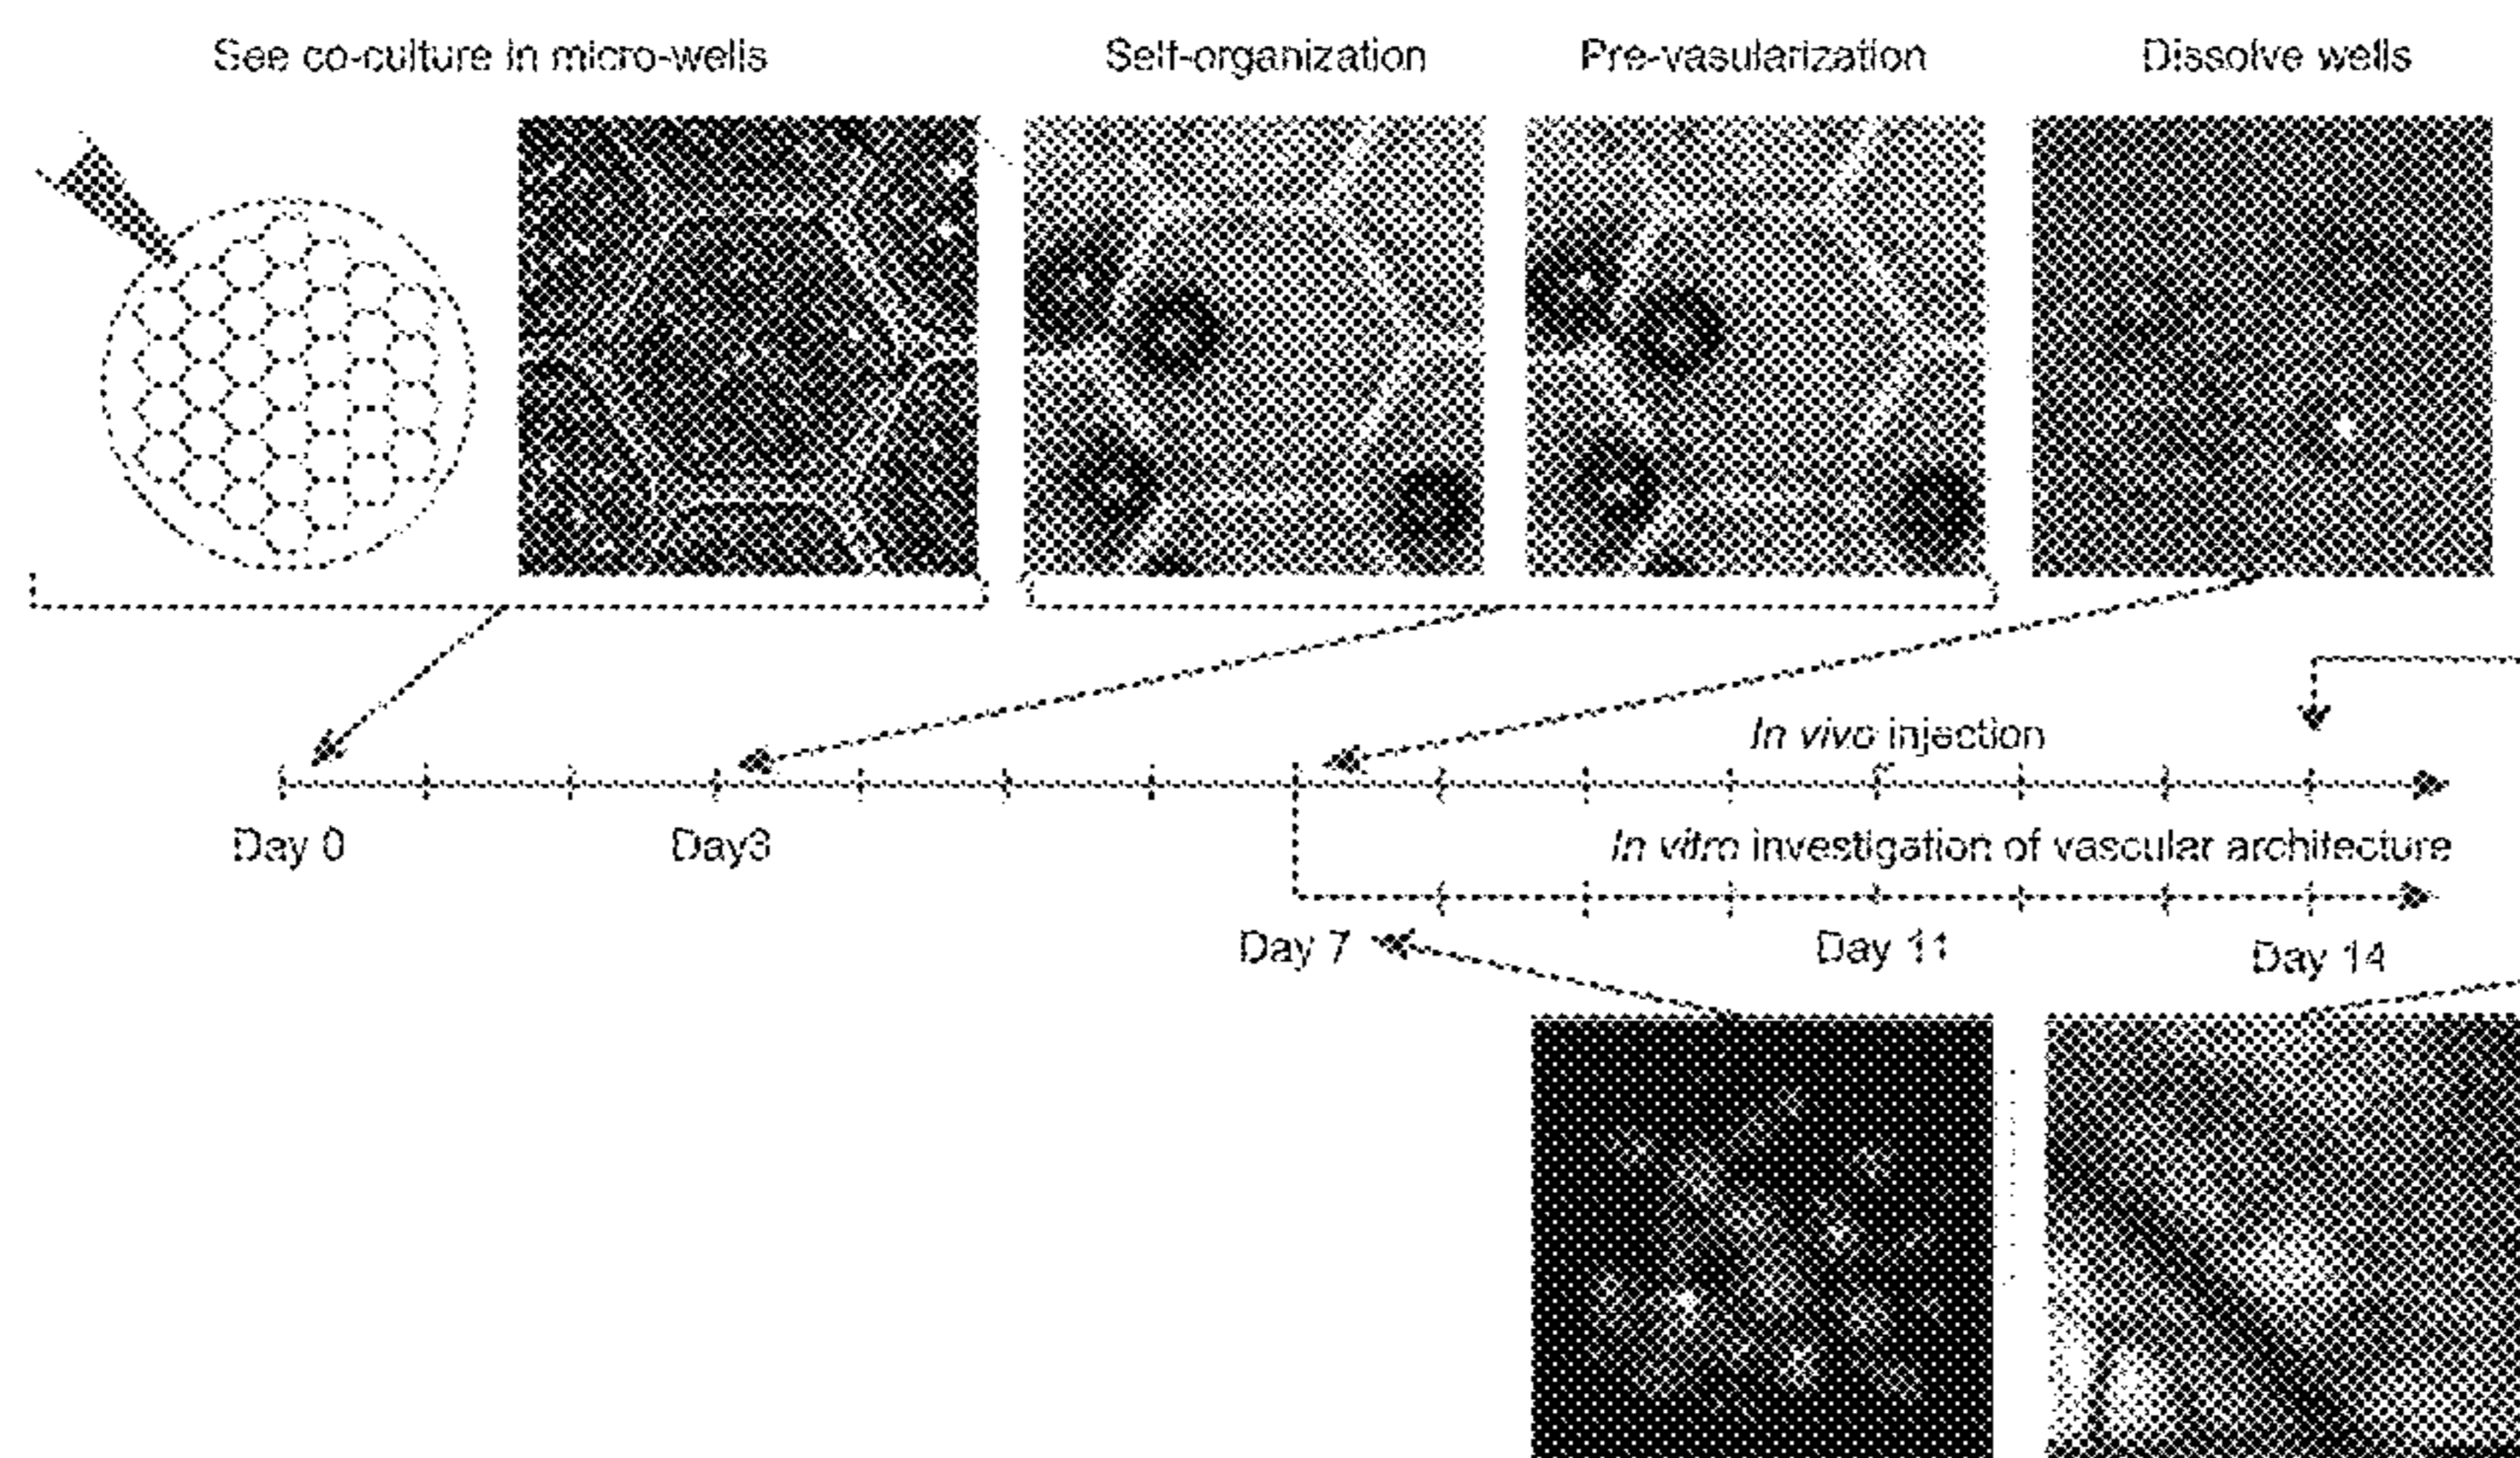 See co-culture in micro-wells
Self-organization
Pre-vasularization
Dissolve wells
In vivo injection
Day 0
Day3
In vitro investigation of vascular architecture
Day 7
Day 11
Day 14